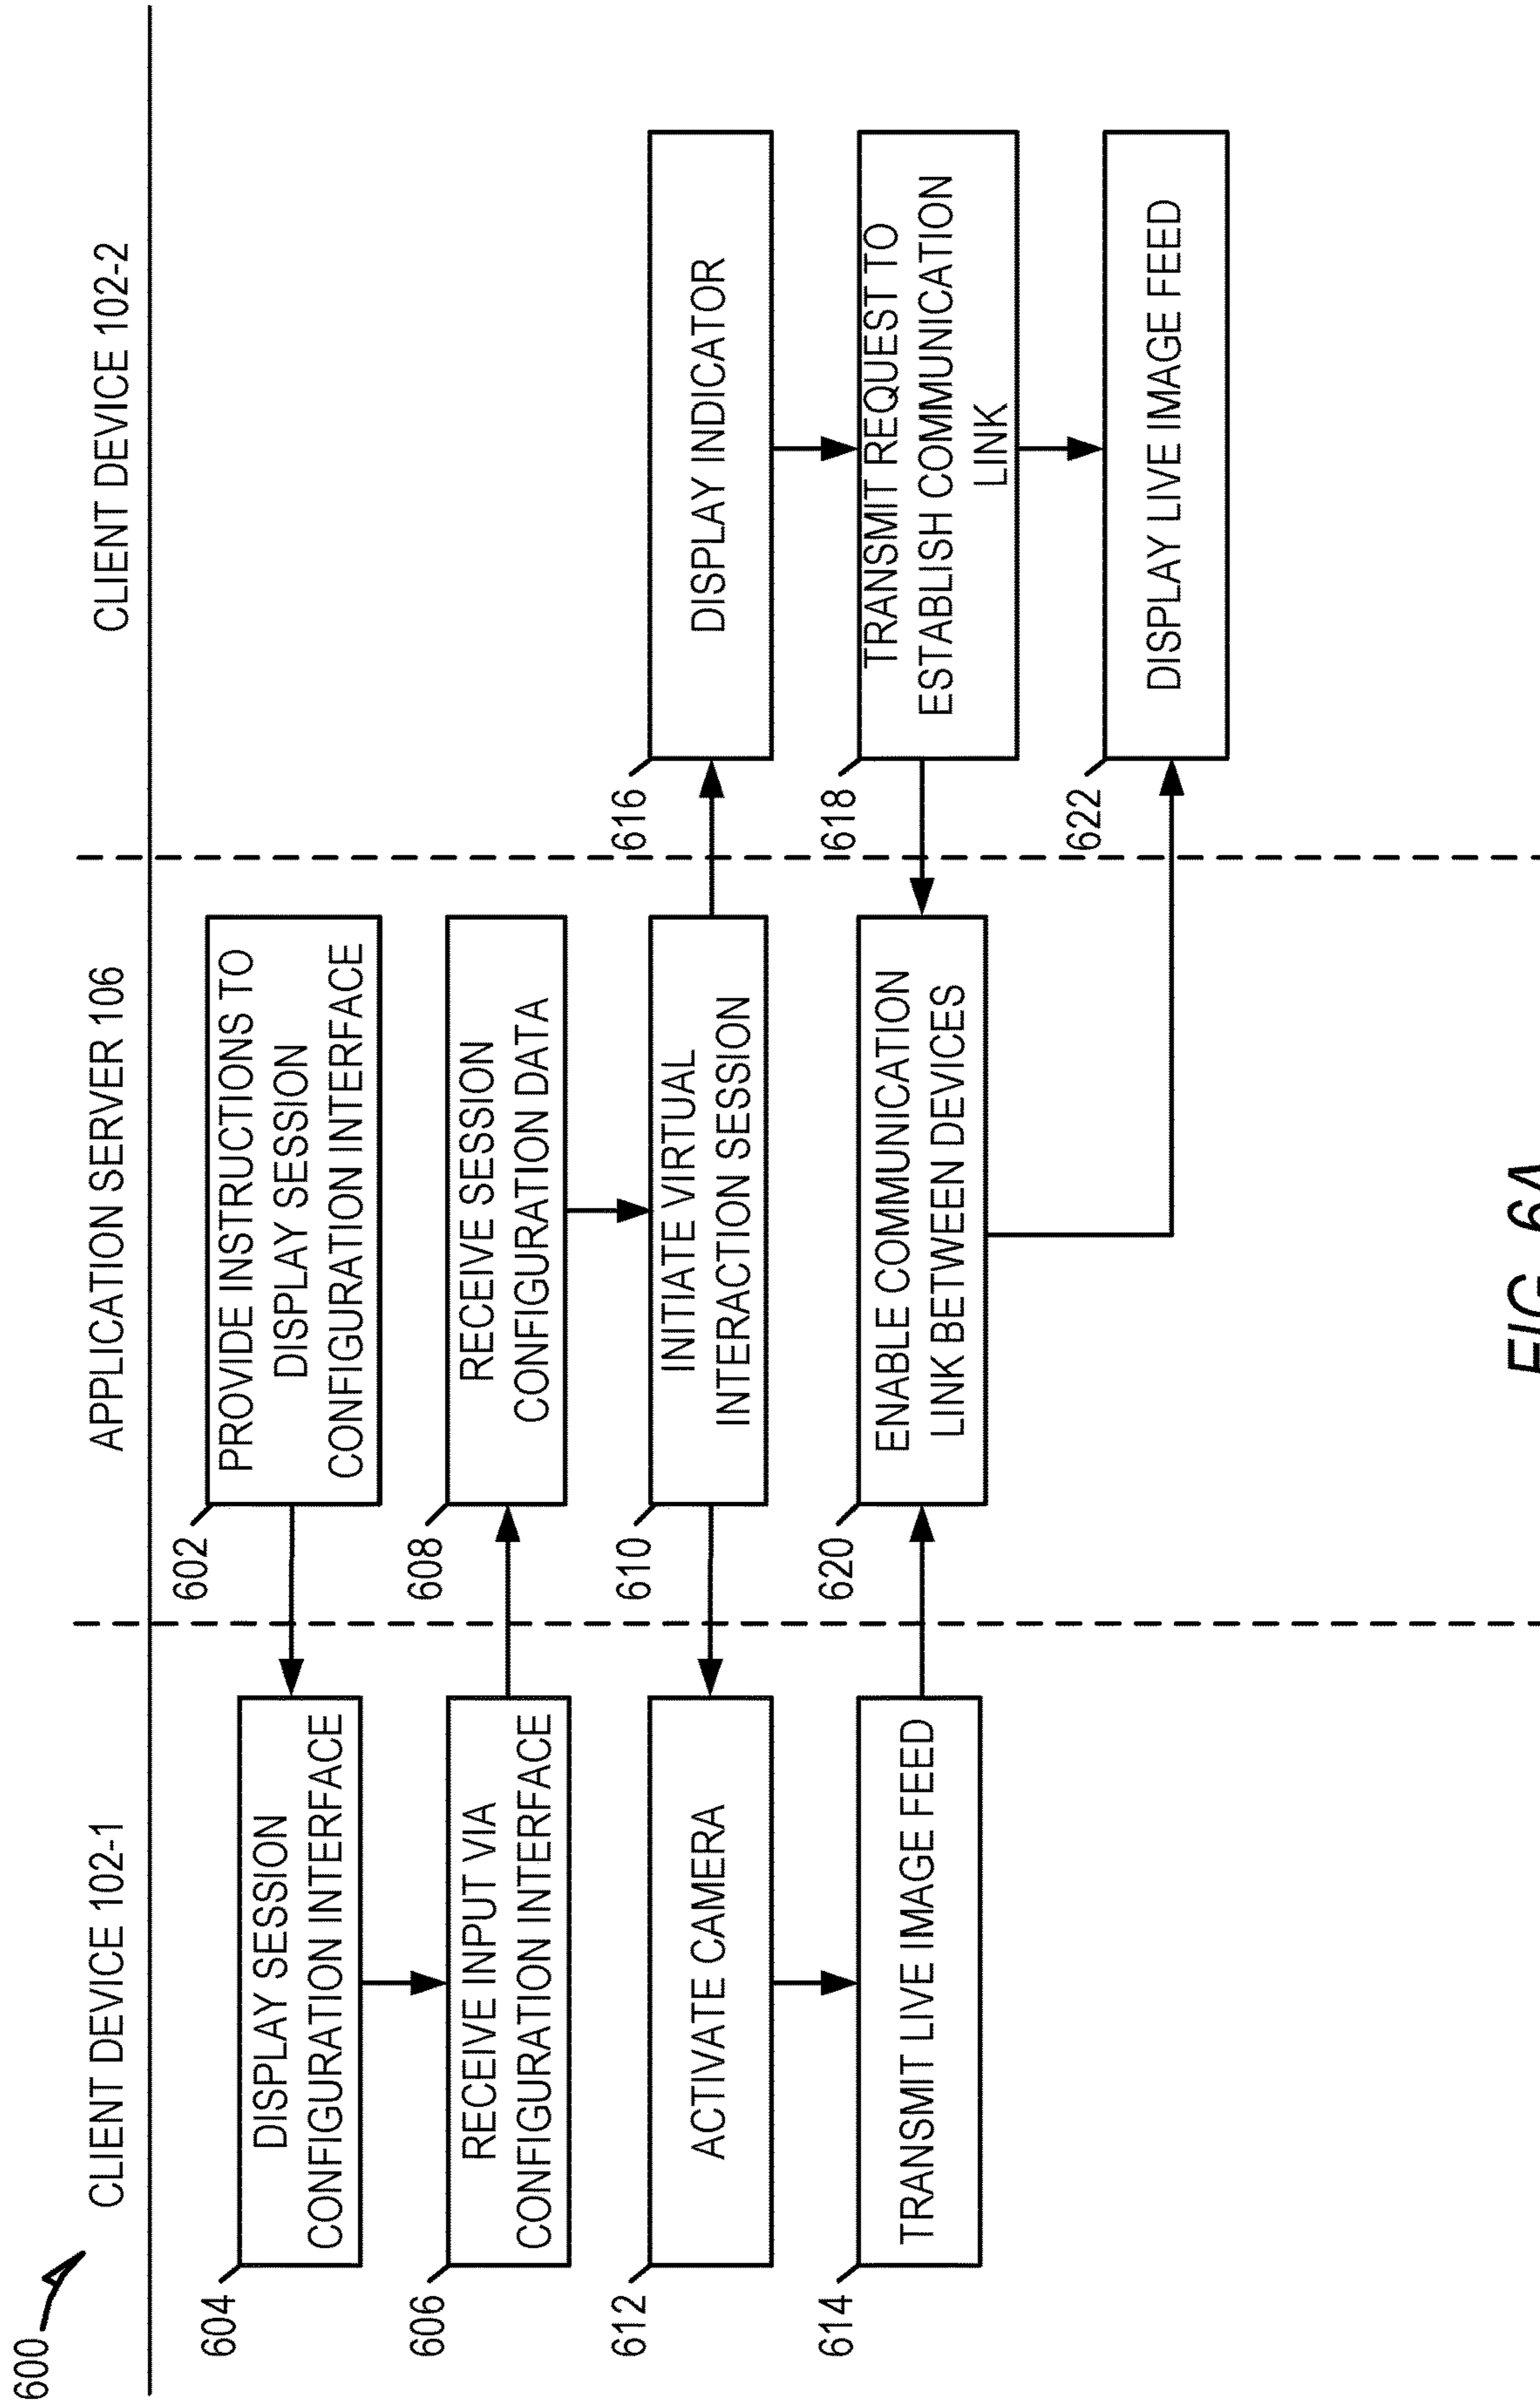 600
CLIENT DEVICE 102-1
APPLICATION SERVER 106
CLIENT DEVICE 102-2
602
PROVIDE INSTRUCTIONS TO
DISPLAY SESSION
CONFIGURATION INTERFACE
604
DISPLAY SESSION
CONFIGURATION INTERFACE
606
RECEIVE INPUT VIA
CONFIGURATION INTERFACE
608
RECEIVE SESSION
CONFIGURATION DATA
610
INITIATE VIRTUAL
INTERACTION SESSION
612
ACTIVATE CAMERA
616
DISPLAY INDICATOR
614
TRANSMIT LIVE IMAGE FEED
620
ENABLE COMMUNICATION
LINK BETWEEN DEVICES
618
TRANSMIT REQUEST TO
ESTABLISH COMMUNICATION
LINK
622
DISPLAY LIVE IMAGE FEED
FIG. 6A